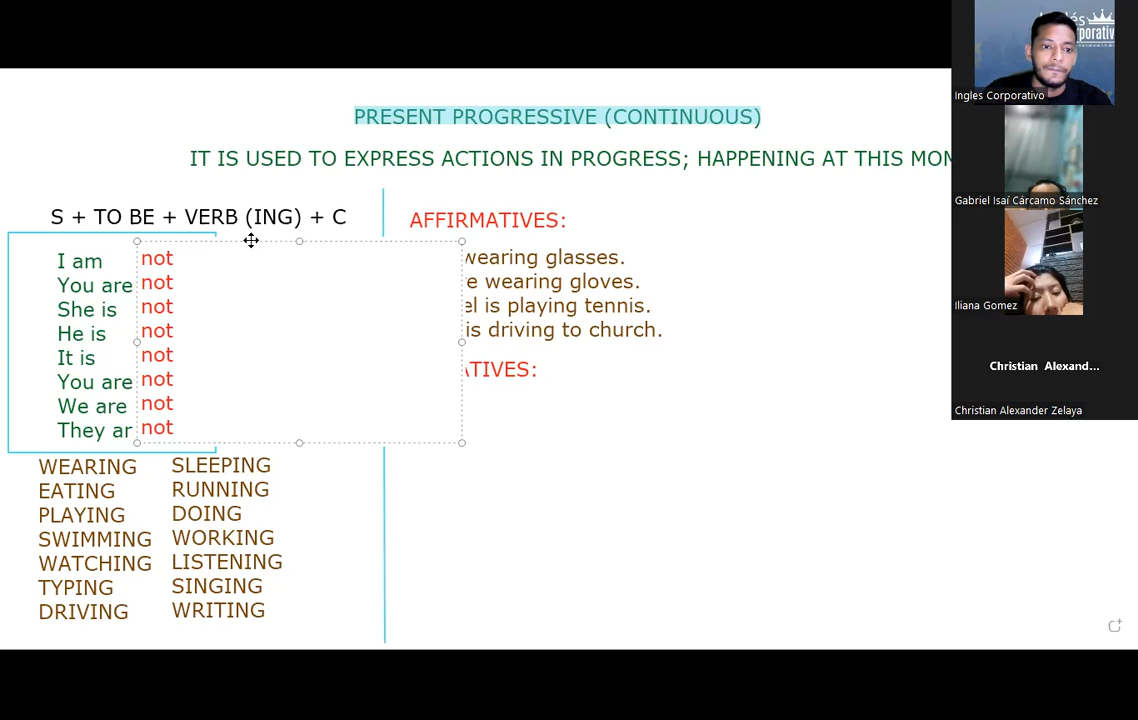 PRESENT PROGRESSIVE (CONTINUOUS)
IT IS USED TO EXPRESS ACTIONS IN PROGRESS; HAPPENING AT THIS MON
S + TO BE + VERB (ING) + C
I am not
You are not
She is not
He is not
It is not
You are not
We are not
They ar not
WEARING SLEEPING
EATING RUNNING
PLAYING DOING
SWIMMING WORKING
WATCHING LISTENING
TYPING SINGING
DRIVING WRITING
AFFIRMATIVES:
wearing glasses.
e wearing gloves.
el is playing tennis.
is driving to church.
ATIVES:
Ingles Corporativo
Gabriel Isaí Cárcamo Sánchez
Iliana Gomez
Christian Alexand...
Christian Alexander Zelaya